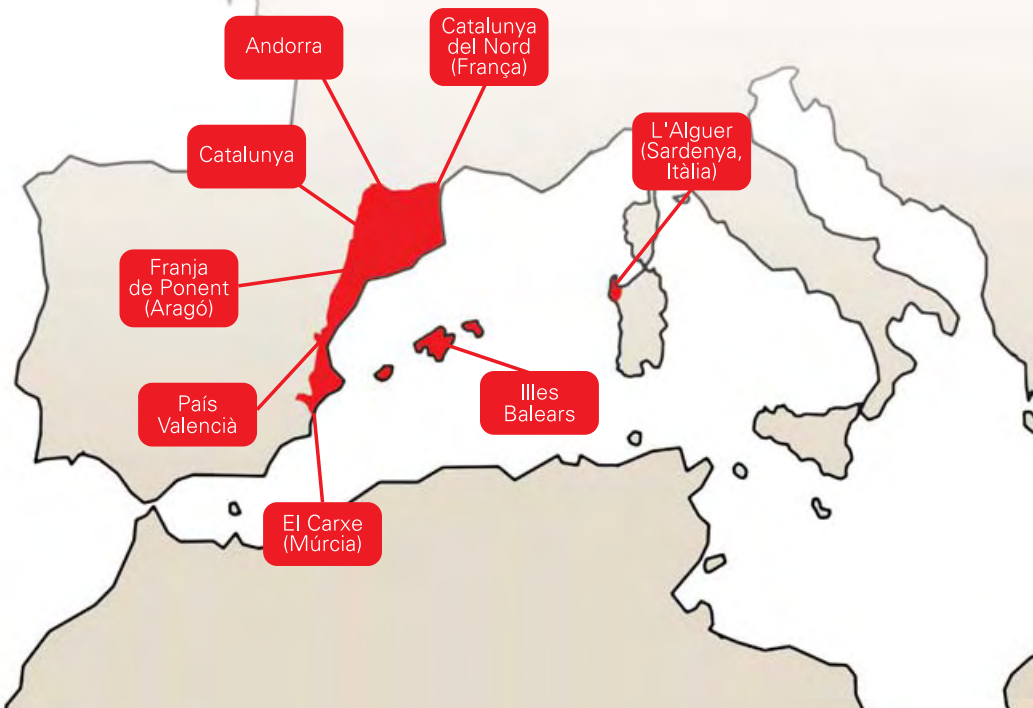 Andorra
Catalunya
del Nord
(França)
L'Alguer
(Sardenya,
Itàlia)
Catalunya
Franja
de Ponent
(Aragó)
País
Valencià
Illes
Balears
El Carxe
(Múrcia)